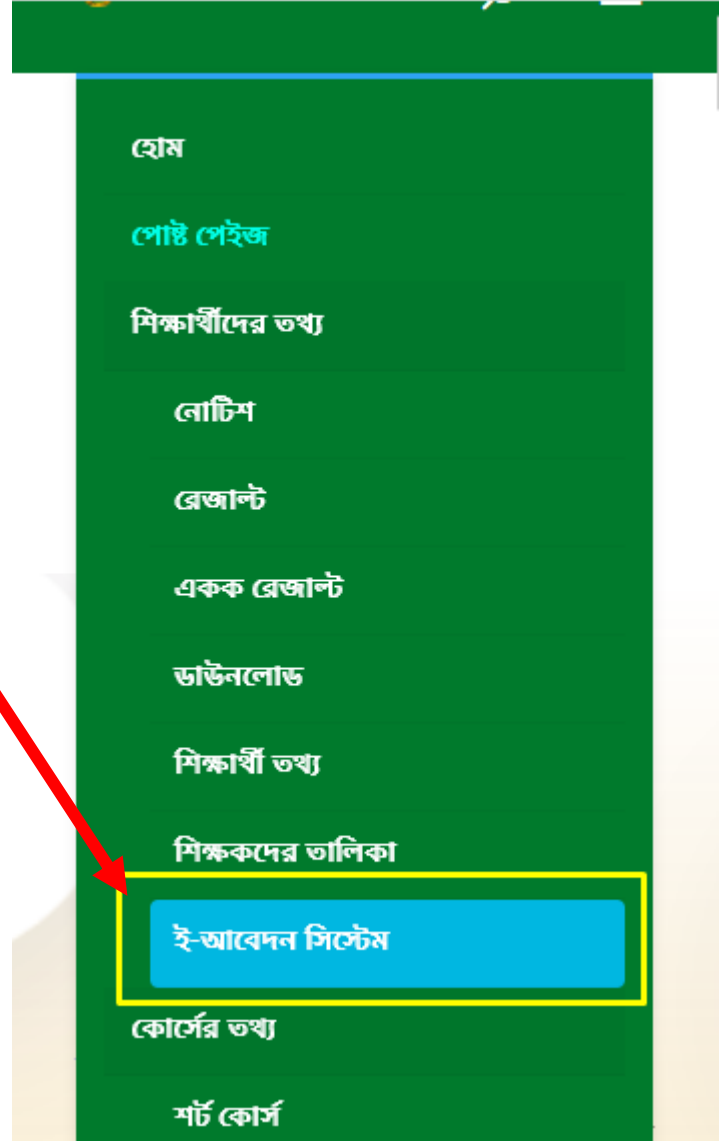 হোম
পোষ্ট পেইজ
শিক্ষার্থীদের তথ্য
নোটিশ
রেজাল্ট
একক রেজাল্ট
ডাউনলোড
শিক্ষার্থী তথ্য
শিক্ষকদের তালিকা
ই-আবেদন সিস্টেম
কোর্সের তথ্য
শর্ট কোর্স